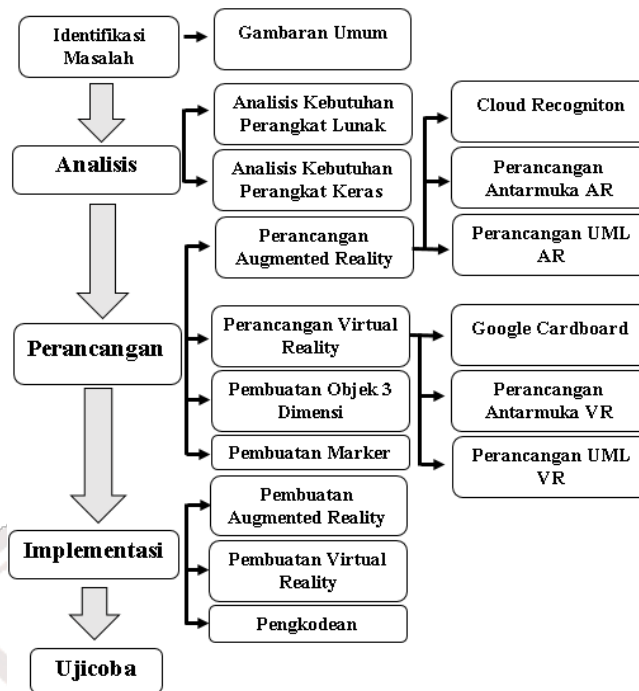 Identifikasi
Masalah
Gambaran Umum
Analisis
Analisis Kebutuhan
Perangkat Lunak
Analisis Kebutuhan
Perangkat Keras
Perancangan
Perancangan
Augmented Reality
Cloud Recogniton
Perancangan
Antarmuka AR
Perancangan UML
AR
Perancangan Virtual
Reality
Google Cardboard
Perancangan
Antarmuka VR
Perancangan UML
VR
Pembuatan Objek 3
Dimensi
Pembuatan Marker
Implementasi
Pembuatan
Augmented Reality
Pembuatan Virtual
Reality
Pengkodean
Ujicoba